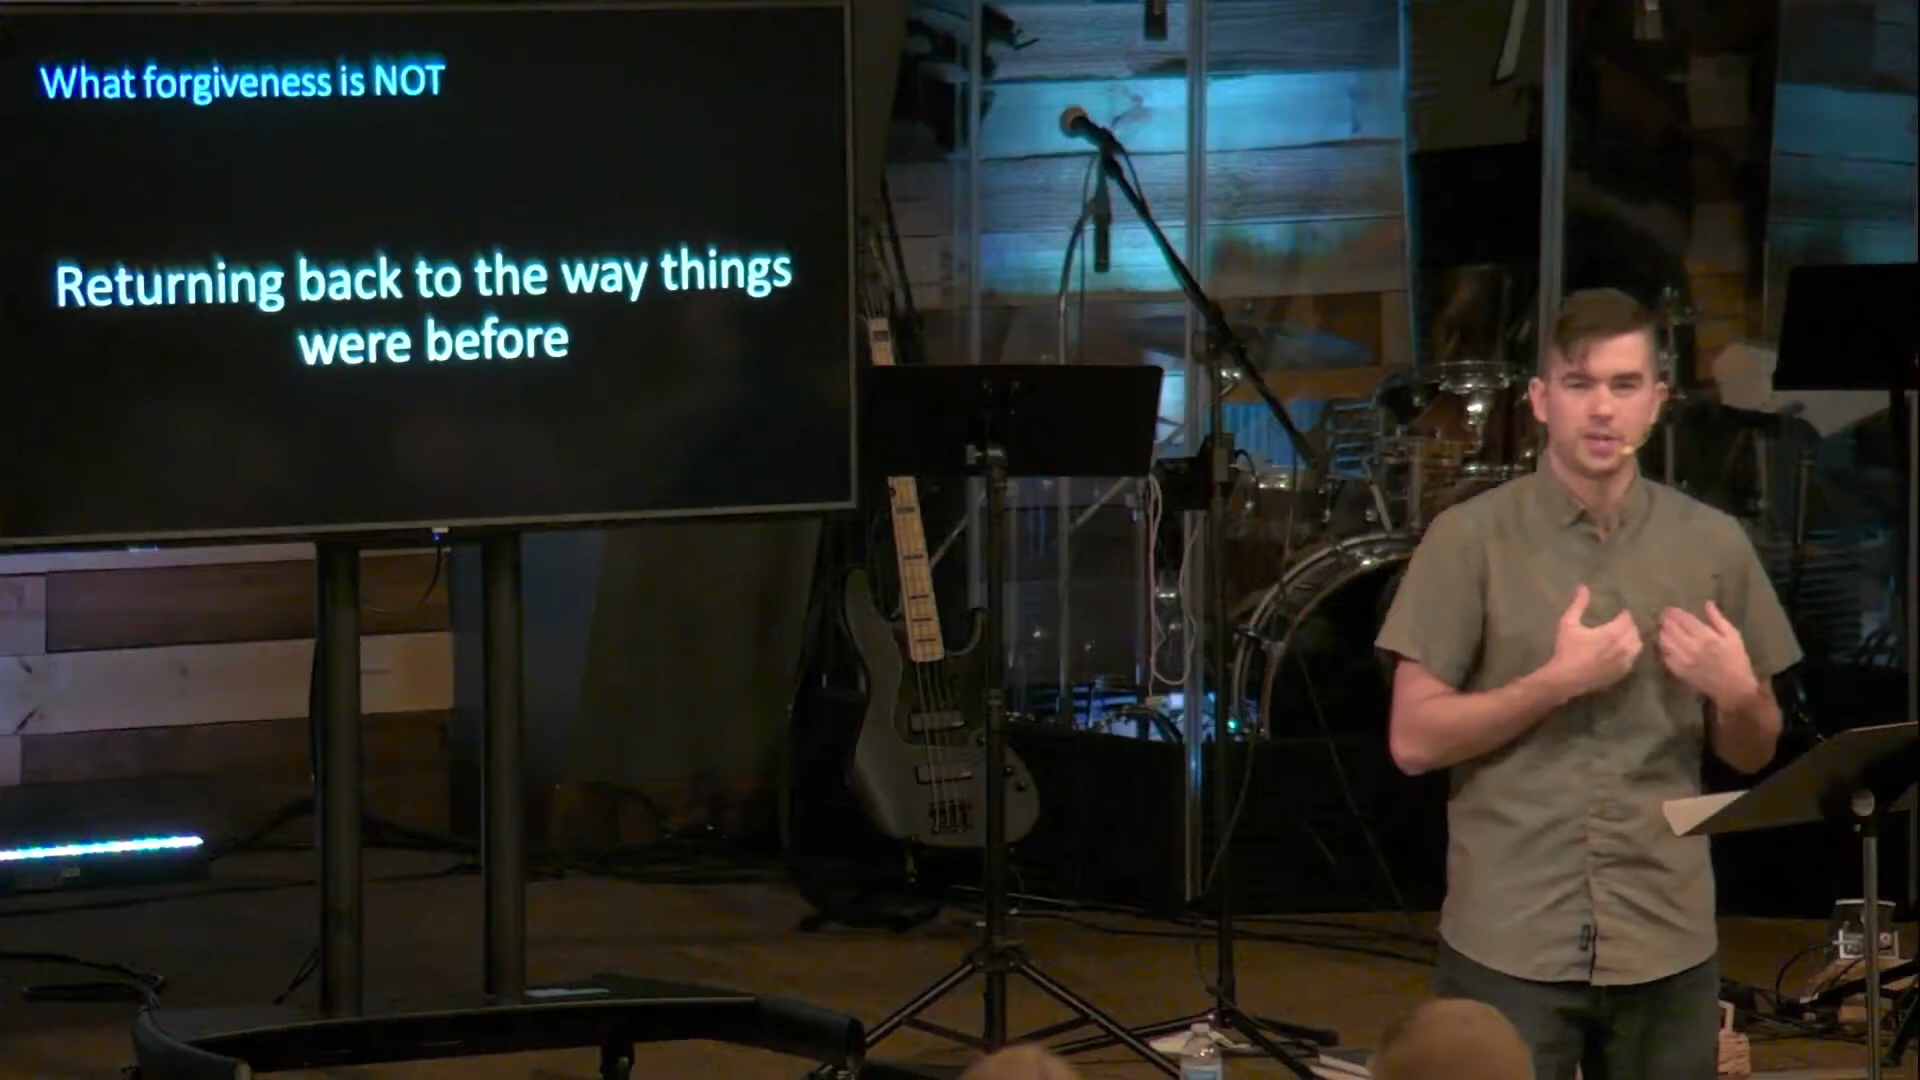 What forgiveness is NOT
Returning back to the way things
were before